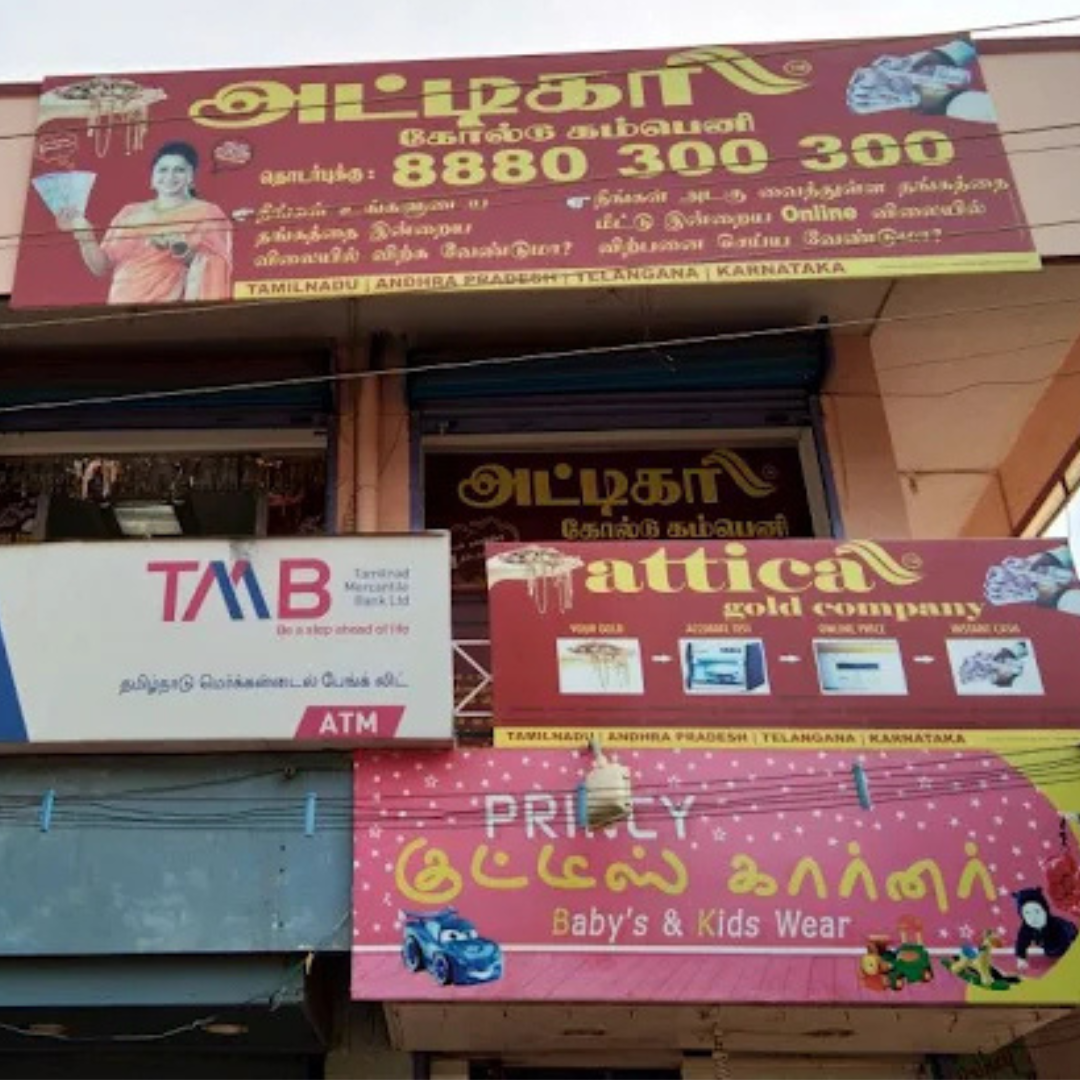 அட்டிகா
கோல்டு கம்பெனி
தொடர்புக்கு : 8880 300 300
நீங்கள் உங்களுடைய
தங்கத்தை இன்றைய
விலையில் விற்க வேண்டுமா?
நீங்கள் அடகு வைத்துள்ள தங்கத்தை
மீட்டு இன்றைய Online விலையில்
விற்பனை செய்ய வேண்டுமா?
TAMILNADU | ANDHRA PRADESH | TELANGANA | KARNATAKA
அட்டிகா
கோல்டு கம்பெனி
TMB
Tamilnad
Mercantile
Bank Ltd
Be a step ahead of life
தமிழ்நாடு மெர்க்கன்டைல் பேங்க் லிட்
ATM
attica
gold company
YOUR GOLD
ONLINE PRICE
INSTANT CASH
TAMILNADU | ANDHRA PRADESH | TELANGANA | KARNATAKA
குட்டீஸ் கார்னர்
Baby's & Kids Wear